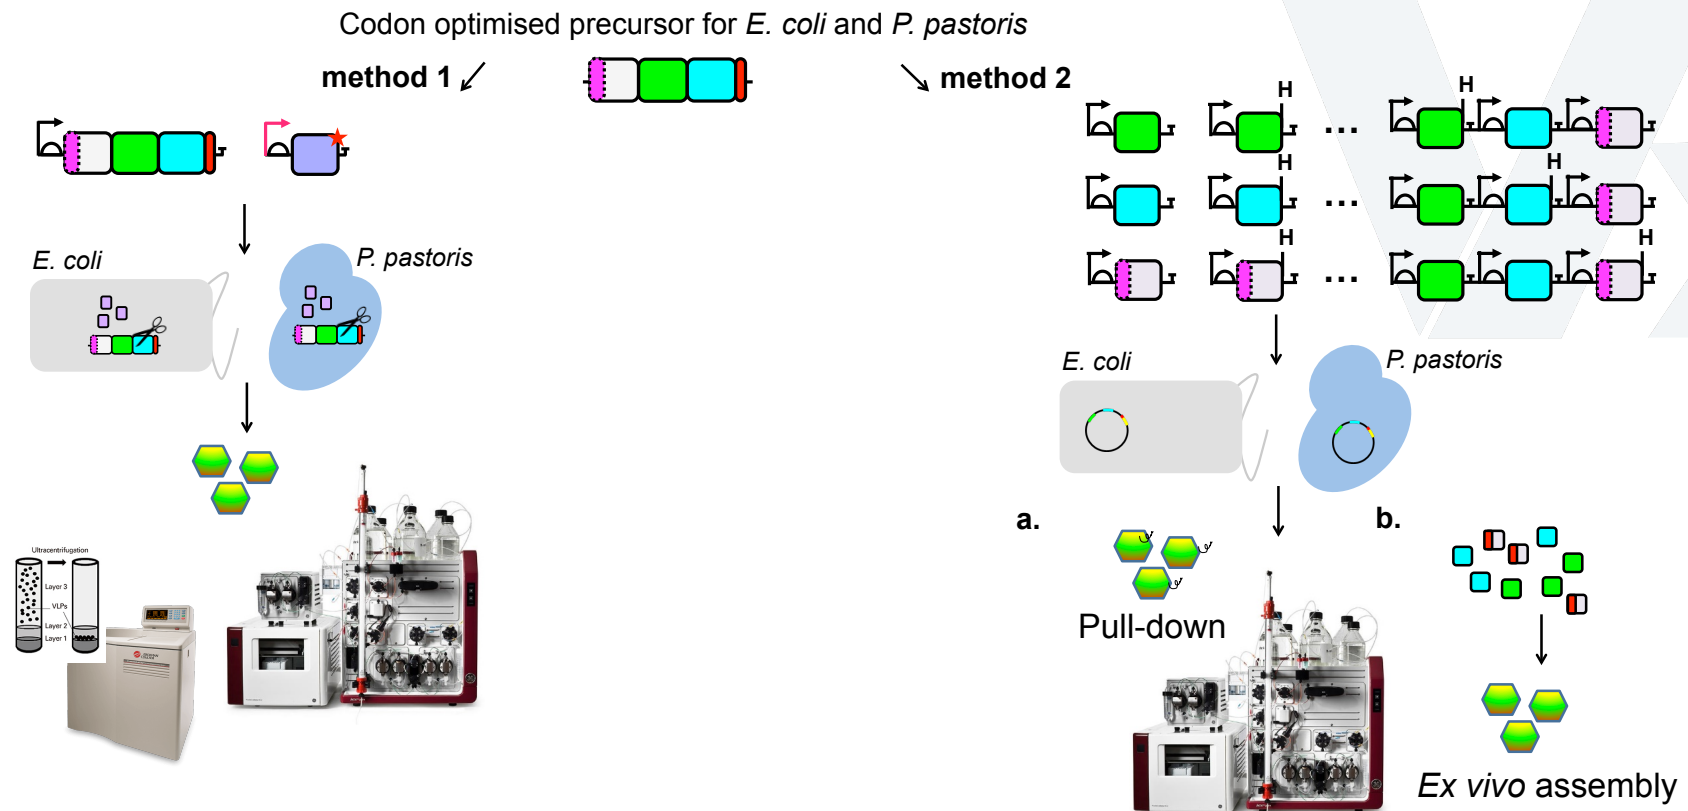 Codon optimised precursor for E. coli and P. pastoris
method 1
method 2
H
H
...
H
H
...
H
H
...
H
E. coli
P. pastoris
E. coli
P. pastoris
a.
b.
Pull-down
Ultracentrifugation
Layer 3
VLPs
Layer 2
Layer 1
Ex vivo assembly